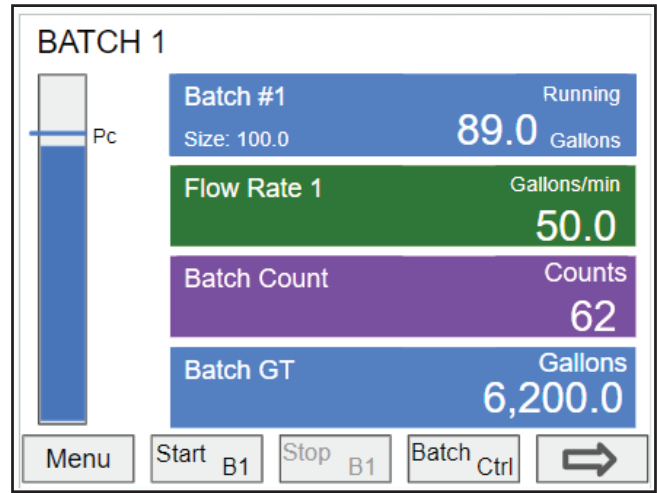 BATCH 1
Pc
Batch #1 Running
Size: 100.0 89.0 Gallons
Flow Rate 1 Gallons/min
50.0
Batch Count Counts
62
Batch GT Gallons
6,200.0
Menu Start B1 Stop B1 Batch Ctrl